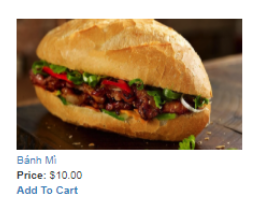 Bánh Mì
Price: $10.00
Add To Cart